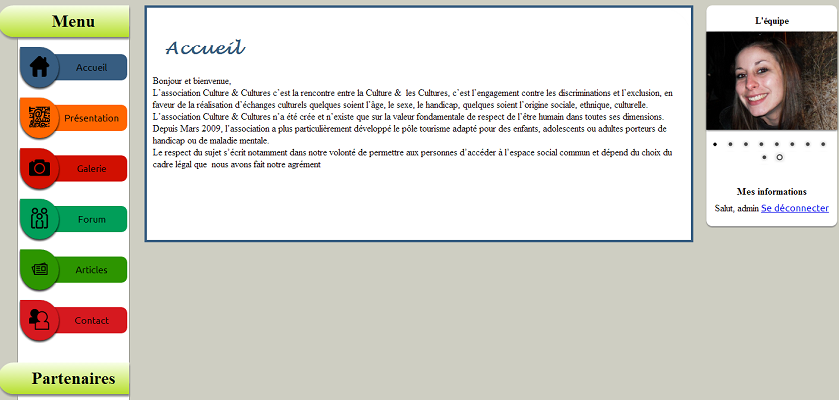 Menu
Accueil
Présentation
Galerie
Forum
Articles
Contact
Partenaires
Accueil
Bonjour et bienvenue,
L'association Culture & Cultures c'est la rencontre entre la Culture & les Cultures, c'est l'engagement contre les discriminations et l'exclusion, en
faveur de la réalisation d'échanges culturels quelques soient l'âge, le sexe, le handicap, quelques soient l'origine sociale, ethnique, culturelle.
L'association Culture & Cultures n'a été crée et n'existe que sur la valeur fondamentale de respect de l'être humain dans toutes ses dimensions.
Depuis Mars 2009, l'association a plus particulièrement développé le pôle tourisme adapté pour des enfants, adolescents ou adultes porteurs de
handicap ou de maladie mentale.
Le respect du sujet s'écrit notamment dans notre volonté de permettre aux personnes d'accéder à l'espace social commun et dépend du choix du
cadre légal que nous avons fait notre agrément
L'équipe
Mes informations
Salut, admin Se déconnecter